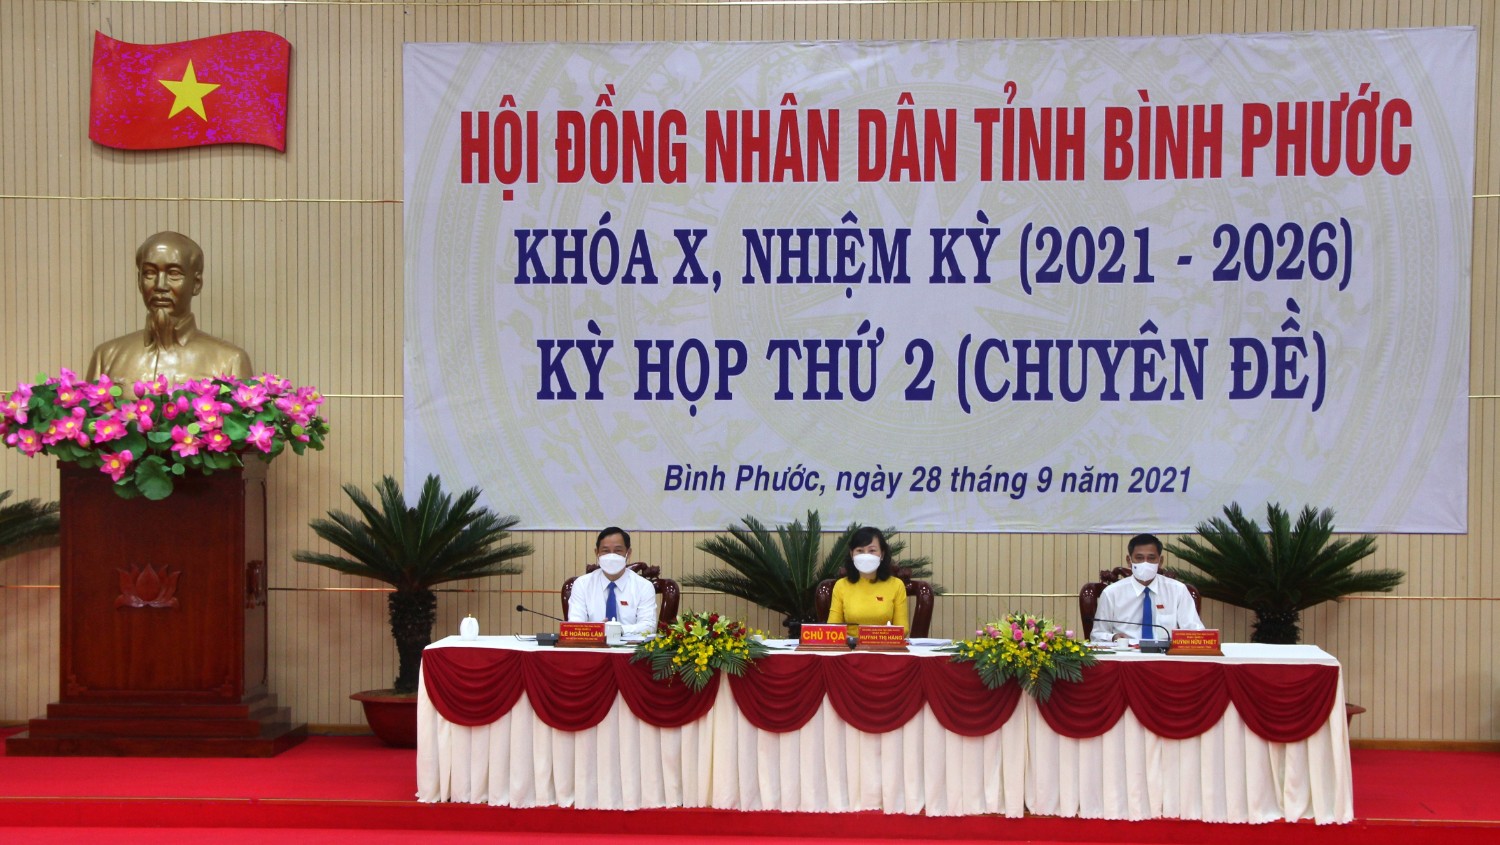 HỘI ĐỒNG NHÂN DÂN TỈNH BÌNH PHƯỚC
KHÓA X, NHIỆM KỲ (2021 - 2026)
KỲ HỌP THỨ 2 (CHUYÊN ĐỀ)
Bình Phước, ngày 28 tháng 9 năm 2021
LÊ HOÀNG LÂM
CHỦ TỌA
HUỲNH THỊ HẰNG
HUỲNH HỮU THIẾT